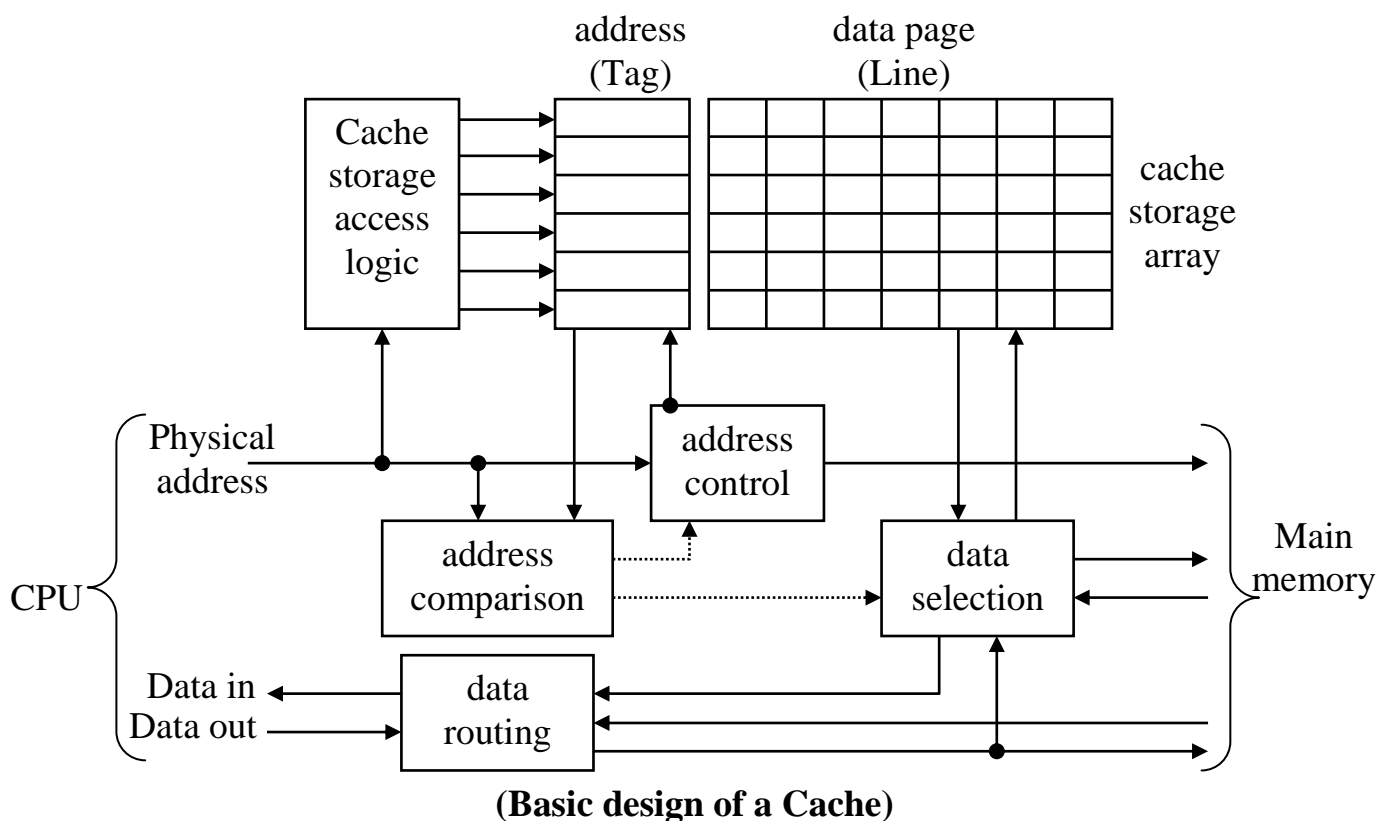 address
(Tag)
data page
(Line)
Cache
storage
access
logic
cache
storage
array
Physical
address
address
control
address
comparison
data
selection
Main
memory
CPU
Data in
Data out
data
routing
(Basic design of a Cache)